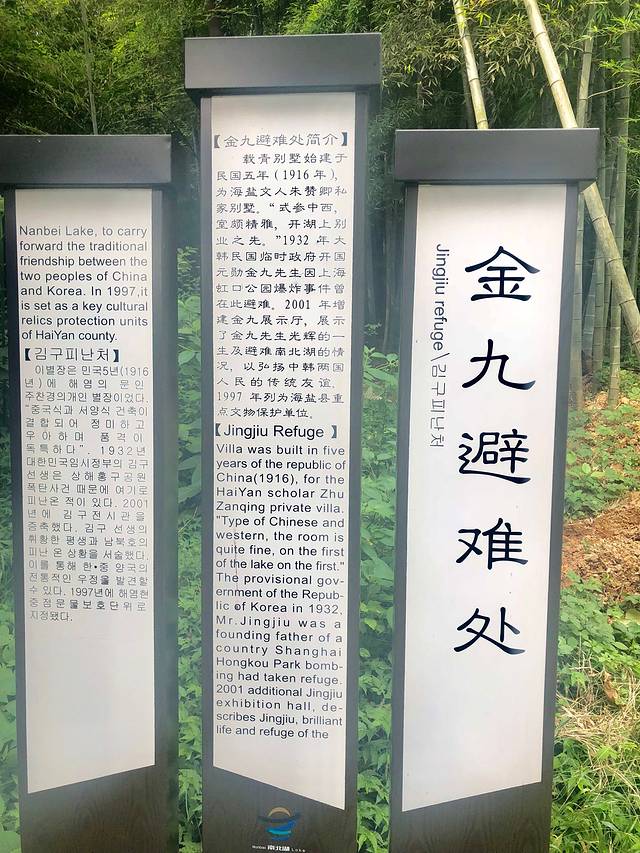 金九避难处
Jingjiu refuge\김구피난처
【金九避难处简介】
载青别墅始建于
民国五年（1916 年），
为海盐文人朱赞卿私
家别墅。“式参中西，
室颇精雅，开湖上别
业之先。”1932 年大
韩民国临时政府开国
元勋金九先生因上海
虹口公园爆炸事件曾
在此避难。2001 年增
建金九展示厅，展示
了金九先生光辉的一
生及避难南北湖的情
况，以弘扬中韩两国
人民的传统友谊。
1997 年列为海盐县重
点文物保护单位。
【Jingjiu Refuge 】
Villa was built in five
years of the republic of
China(1916), for the
HaiYan scholar Zhu
Zanqing private villa.
"Type of Chinese and
western, the room is
quite fine, on the first
of the lake on the first."
The provisional gov-
ernment of the Repub-
lic of Korea in 1932,
Mr.Jingjiu was a
founding father of a
country Shanghai
Hongkou Park bomb-
ing had taken refuge.
2001 additional Jingjiu
exhibition hall, de-
scribes Jingjiu, brilliant
life and refuge of the
Nanbei 南北湖 Lake
Nanbei Lake, to carry
forward the traditional
friendship between the
two peoples of China
and Korea. In 1997,it
is set as a key cultural
relics protection units
of HaiYan county.
【김구피난처】
이별장은 민국5년(1916
년)에 해염의 문인
주찬경의개인 별장이었다.
"중국식과 서양식 건축이
결합되어 정미하고
우아하며 품격이
독특하다" 1932년
대한민국임시정부의 김구
선생은 상해홍구공원
폭탄사건 때문에 여기로
피난온 적이 있다. 2001
년에 김구전시관을
증축했다. 김구 선생의
휘황한 평생과 남북호의
피난 온 상황을 서술했다.
이를 통해 한•중 양국의
전통적인 우정을 발견할
수 있다. 1997년에 해염현
중점문물보호단위로
지정됐다.